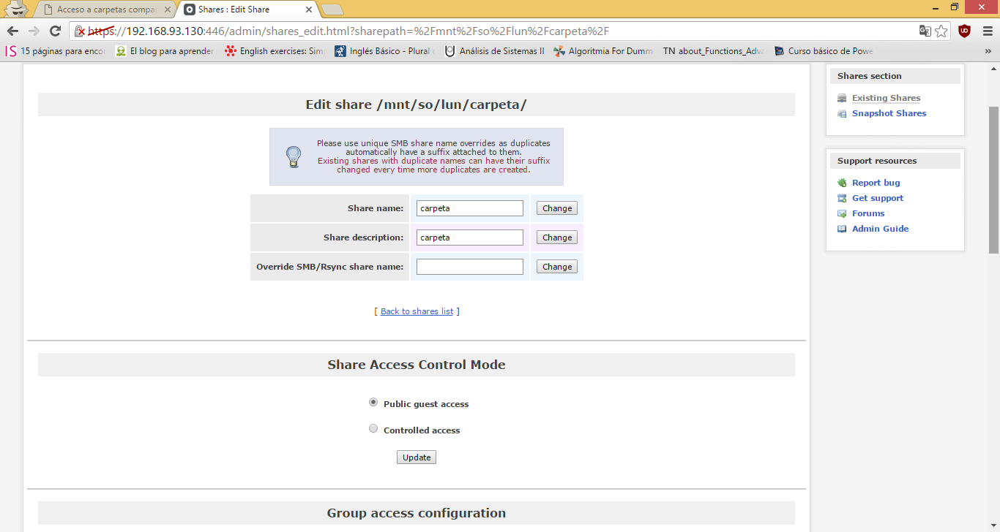 Acceso a carpetas compa
Shares : Edit Share
https://192.168.93.130:446/admin/shares_edit.html?sharepath=%2Fmnt%2Fso%2Flun%2Fcarpeta%2F
15 páginas para enco
El blog para aprender
English exercises: Sim
Inglés Básico - Plural
Análisis de Sistemas II
Algoritmia For Dumm
TN about_Functions_Adv
Curso básico de Powe
»
Edit share /mnt/so/lun/carpeta/
Please use unique SMB share name overrides as duplicates
automatically have a suffix attached to them.
Existing shares with duplicate names can have their suffix
changed every time more duplicates are created.
Share name: carpeta Change
Share description: carpeta Change
Override SMB/Rsync share name: Change
[ Back to shares list ]
Share Access Control Mode
Public guest access
Controlled access
Update
Group access configuration
Shares section
Existing Shares
Snapshot Shares
Support resources
Report bug
Get support
Forums
Admin Guide